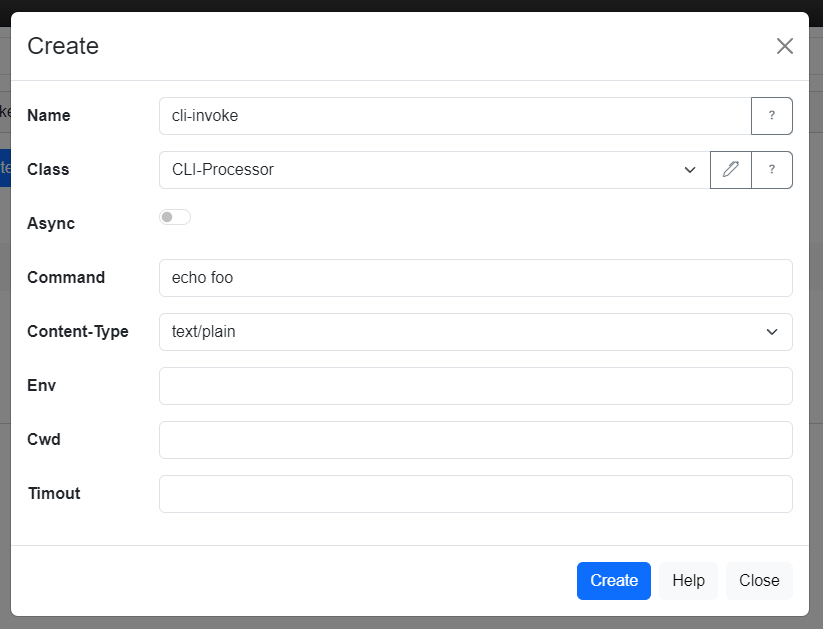 Create
Name cli-invoke ?
Class CLI-Processor ?
Async
Command echo foo
Content-Type text/plain
Env
Cwd
Timout
Create Help Close